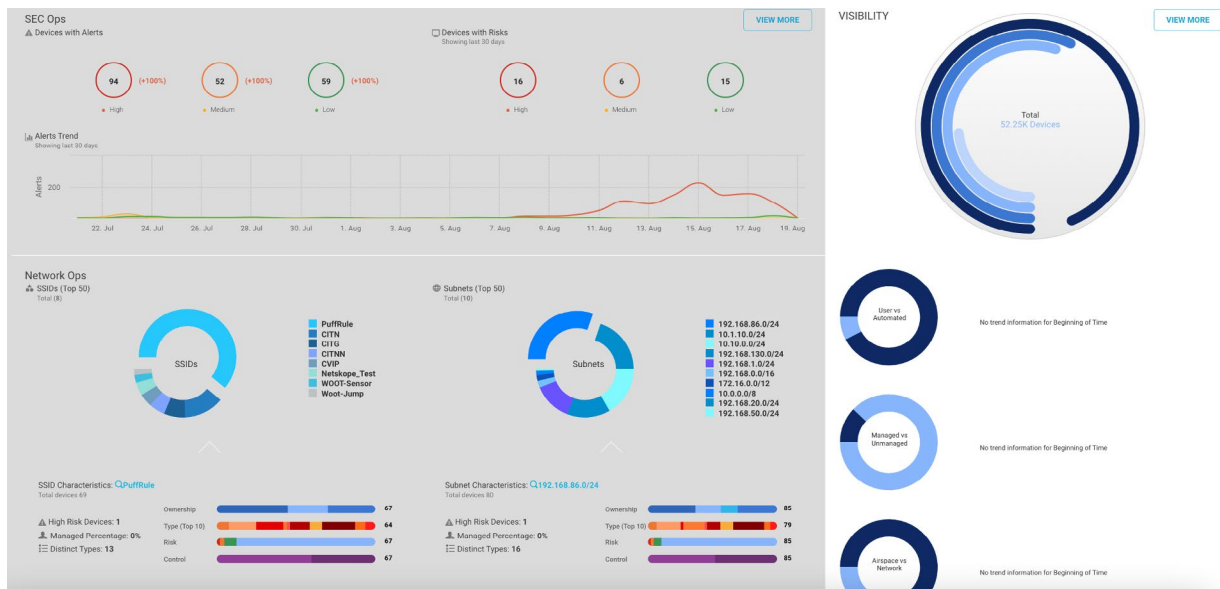 SEC Ops
VIEW MORE
Devices with Alerts
Devices with Risks
Showing last 30 days
94 (+100%)
52 (+100%)
59 (+100%)
16
6
15
High
Medium
Low
High
Medium
Low
Alerts Trend
Showing last 30 days
Alerts
200
22. Jul 24. Jul 26. Jul 28. Jul 30. Jul 1. Aug 3. Aug 5. Aug 7. Aug 9. Aug 11. Aug 13. Aug 15. Aug 17. Aug 19. Aug
Network Ops
SSIDs (Top 50)
Total (8)
SSIDs
PuffRule
CITN
CITG
CITNN
CVIP
Netskope_Test
WOOT-Sensor
Woot-Jump
Subnets (Top 50)
Total (10)
Subnets
192.168.86.0/24
10.1.10.0/24
10.10.0.0/24
192.168.130.0/24
192.168.1.0/24
192.168.0.0/16
172.16.0.0/12
10.0.0.0/8
192.168.20.0/24
192.168.50.0/24
SSID Characteristics: PuffRule
Total devices 69
High Risk Devices: 1
Managed Percentage: 0%
Distinct Types: 13
Ownership 67
Type (Top 10) 64
Risk 67
Control 67
Subnet Characteristics: 192.168.86.0/24
Total devices 80
High Risk Devices: 1
Managed Percentage: 0%
Distinct Types: 16
Ownership 85
Type (Top 10) 79
Risk 85
Control 85
VISIBILITY
VIEW MORE
Total
52.25K Devices
User vs
Automated
No trend information for Beginning of Time
Managed vs
Unmanaged
No trend information for Beginning of Time
Airspace vs
Network
No trend information for Beginning of Time